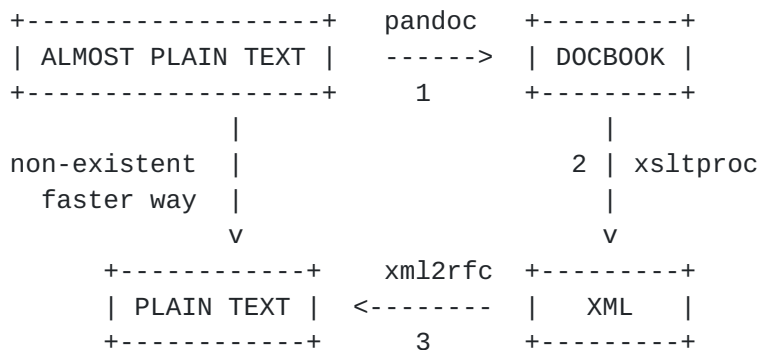 pandoc
ALMOST PLAIN TEXT ------> DOCBOOK
1
non-existent 2 xsltproc
faster way
v v
xml2rfc
PLAIN TEXT <-------- XML
3